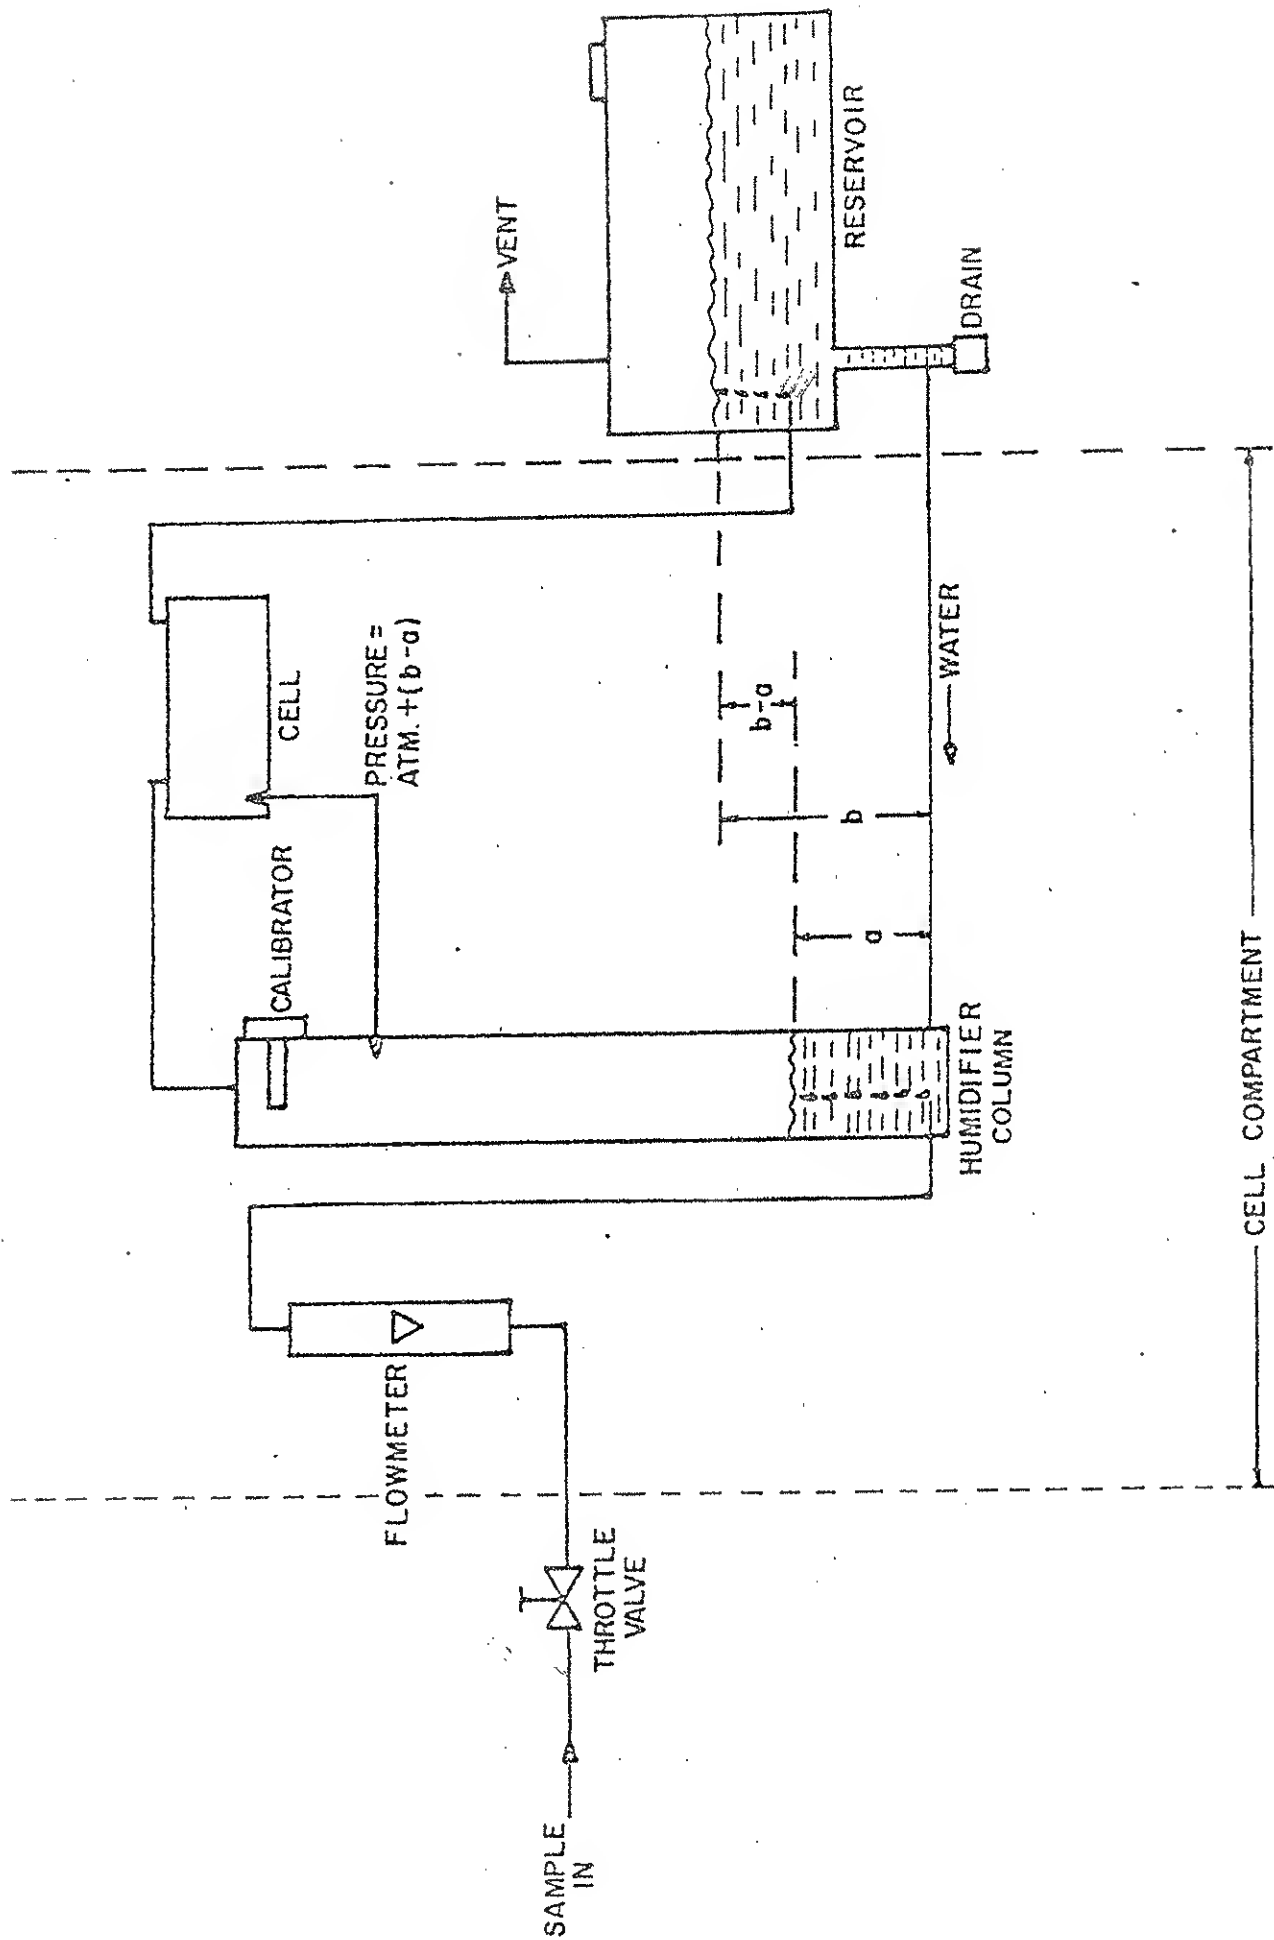 SAMPLE
IN
THROTTLE
VALVE
FLOWMETER
HUMIDIFIER
COLUMN
CALIBRATOR
CELL
PRESSURE =
ATM. + (b-a)
a
b
b-a
WATER
VENT
RESERVOIR
DRAIN
CELL COMPARTMENT